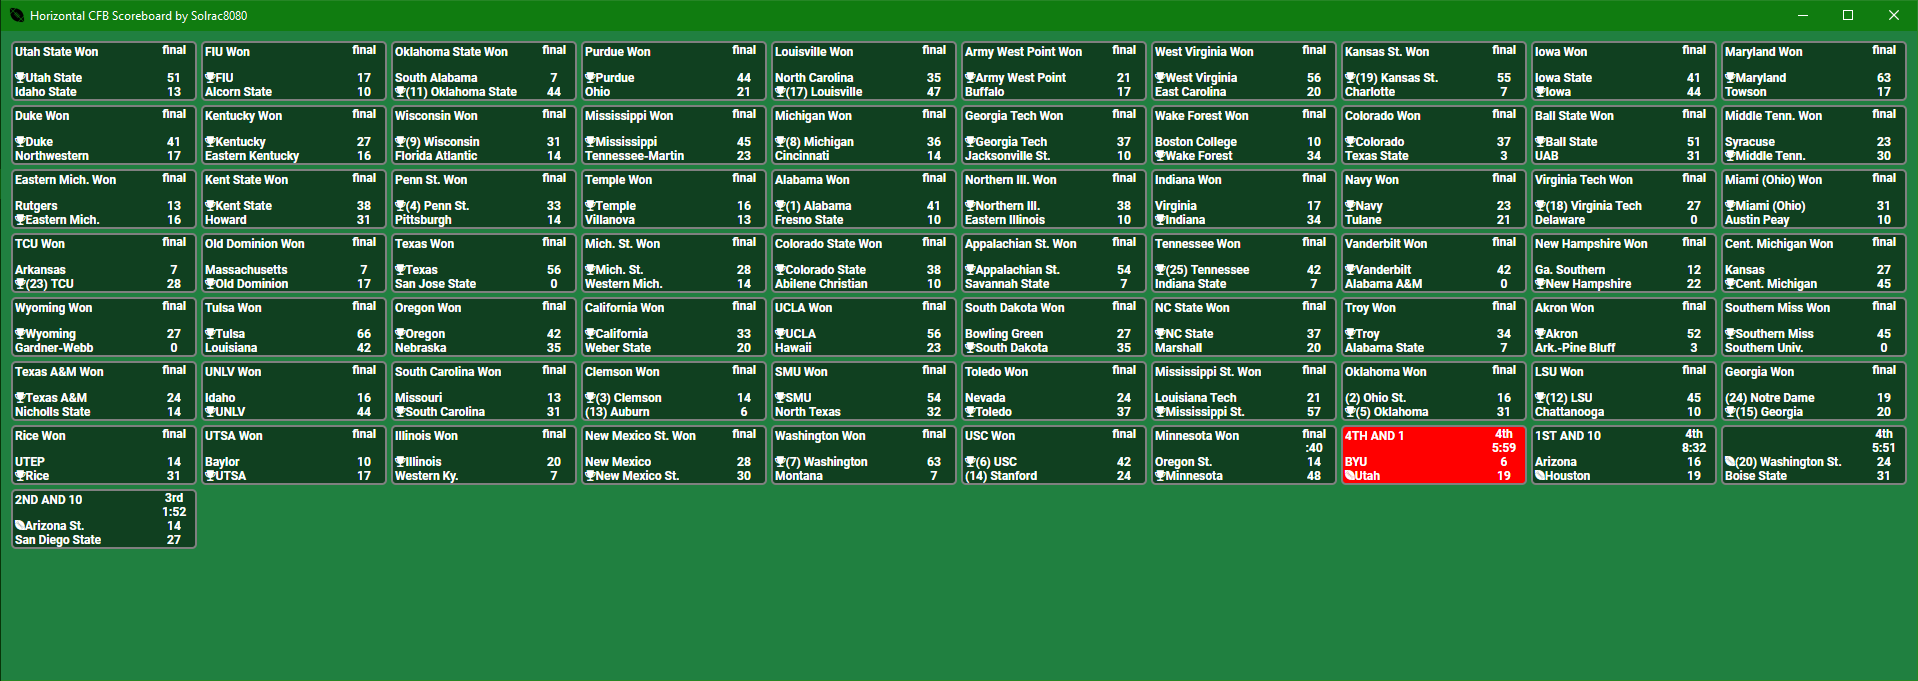 Horizontal CFB Scoreboard by Solrac8080
Utah State Won final
Utah State 51
Idaho State 13
FIU Won final
FIU 17
Alcorn State 10
Oklahoma State Won final
South Alabama 7
(11) Oklahoma State 44
Purdue Won final
Purdue 44
Ohio 21
Louisville Won final
North Carolina 35
(17) Louisville 47
Army West Point Won final
Army West Point 21
Buffalo 17
West Virginia Won final
West Virginia 56
East Carolina 20
Kansas St. Won final
(19) Kansas St. 55
Charlotte 7
Iowa Won final
Iowa State 41
Iowa 44
Maryland Won final
Maryland 63
Towson 17
Duke Won final
Duke 41
Northwestern 17
Kentucky Won final
Kentucky 27
Eastern Kentucky 16
Wisconsin Won final
(9) Wisconsin 31
Florida Atlantic 14
Mississippi Won final
Mississippi 45
Tennessee-Martin 23
Michigan Won final
(8) Michigan 36
Cincinnati 14
Georgia Tech Won final
Georgia Tech 37
Jacksonville St. 10
Wake Forest Won final
Boston College 10
Wake Forest 34
Colorado Won final
Colorado 37
Texas State 3
Ball State Won final
Ball State 51
UAB 31
Middle Tenn. Won final
Syracuse 23
Middle Tenn. 30
Eastern Mich. Won final
Rutgers 13
Eastern Mich. 16
Kent State Won final
Kent State 38
Howard 31
Penn St. Won final
(4) Penn St. 33
Pittsburgh 14
Temple Won final
Temple 16
Villanova 13
Alabama Won final
(1) Alabama 41
Fresno State 10
Northern Ill. Won final
Northern Ill. 38
Eastern Illinois 10
Indiana Won final
Virginia 17
Indiana 34
Navy Won final
Navy 23
Tulane 21
Virginia Tech Won final
(18) Virginia Tech 27
Delaware 0
Miami (Ohio) Won final
Miami (Ohio) 31
Austin Peay 10
TCU Won final
Arkansas 7
(23) TCU 28
Old Dominion Won final
Massachusetts 7
Old Dominion 17
Texas Won final
Texas 56
San Jose State 0
Mich. St. Won final
Mich. St. 28
Western Mich. 14
Colorado State Won final
Colorado State 38
Abilene Christian 10
Appalachian St. Won final
Appalachian St. 54
Savannah State 7
Tennessee Won final
(25) Tennessee 42
Indiana State 7
Vanderbilt Won final
Vanderbilt 42
Alabama A&M 0
New Hampshire Won final
Ga. Southern 12
New Hampshire 22
Cent. Michigan Won final
Kansas 27
Cent. Michigan 45
Wyoming Won final
Wyoming 27
Gardner-Webb 0
Tulsa Won final
Tulsa 66
Louisiana 42
Oregon Won final
Oregon 42
Nebraska 35
California Won final
California 33
Weber State 20
UCLA Won final
UCLA 56
Hawaii 23
South Dakota Won final
Bowling Green 27
South Dakota 35
NC State Won final
NC State 37
Marshall 20
Troy Won final
Troy 34
Alabama State 7
Akron Won final
Akron 52
Ark.-Pine Bluff 3
Southern Miss Won final
Southern Miss 45
Southern Univ. 0
Texas A&M Won final
Texas A&M 24
Nicholls State 14
UNLV Won final
Idaho 16
UNLV 44
South Carolina Won final
Missouri 13
South Carolina 31
Clemson Won final
(3) Clemson 14
(13) Auburn 6
SMU Won final
SMU 54
North Texas 32
Toledo Won final
Nevada 24
Toledo 37
Mississippi St. Won final
Louisiana Tech 21
Mississippi St. 57
Oklahoma Won final
(2) Ohio St. 16
(5) Oklahoma 31
LSU Won final
(12) LSU 45
Chattanooga 10
Georgia Won final
(24) Notre Dame 19
(15) Georgia 20
Rice Won final
UTEP 14
Rice 31
UTSA Won final
Baylor 10
UTSA 17
Illinois Won final
Illinois 20
Western Ky. 7
New Mexico St. Won final
New Mexico 28
New Mexico St. 30
Washington Won final
(7) Washington 63
Montana 7
USC Won final
(6) USC 42
(14) Stanford 24
Minnesota Won final
:40
Oregon St. 14
Minnesota 48
4TH AND 1 4th
5:59
BYU 6
Utah 19
1ST AND 10 4th
8:32
Arizona 16
Houston 19
4th
5:51
(20) Washington St. 24
Boise State 31
2ND AND 10 3rd
1:52
Arizona St. 14
San Diego State 27